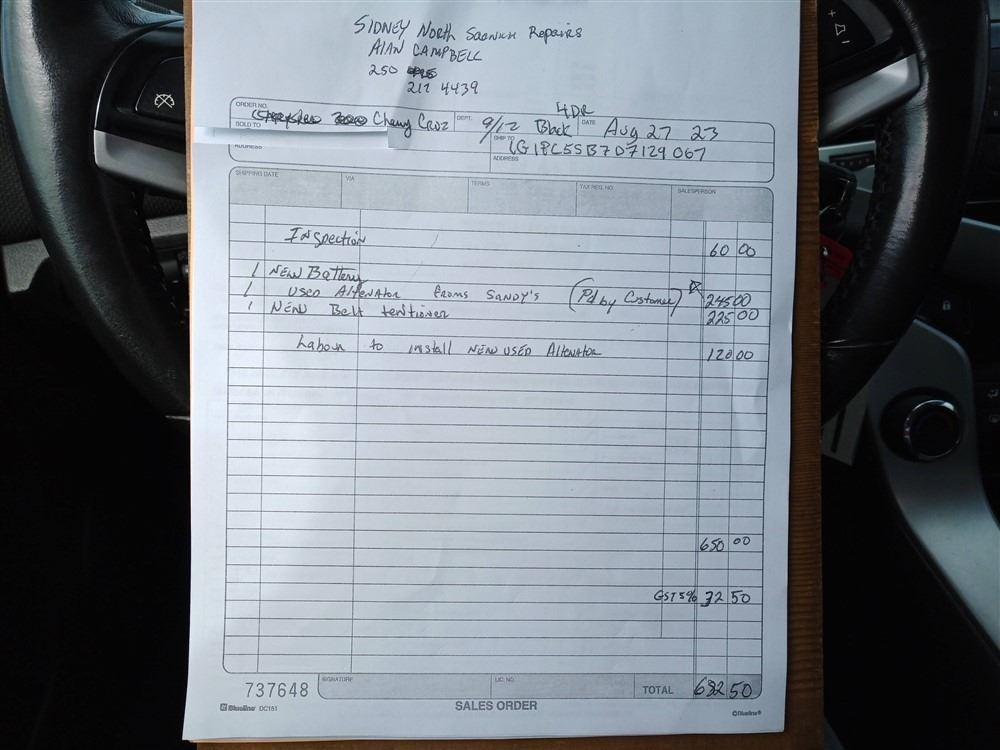 SIDNEY North Saanich Repairs
Alan CAMPBELL
250
217 4439
4DR
ORDER NO.
Chevy Cruz
DEPT.
9/12 Black
DATE
Aug 27 23
SOLD TO
SHIP TO
1G1PC5SB7D7129067
ADDRESS
ADDRESS
SHIPPING DATE VIA TERMS TAX REG. NO. SALESPERSON
Inspection 60 00
1 NEW Battery
1 USED Altenator froms SANDY'S (Pd by Customer) 245 00
1 NEW Belt tentioner 225 00
Labour to install NEW USED Altenator 120 00
650 00
GST 5% 32 50
737648 SIGNATURE LIC. NO. TOTAL 682 50
Blueline DC151 SALES ORDER ©Blueline®